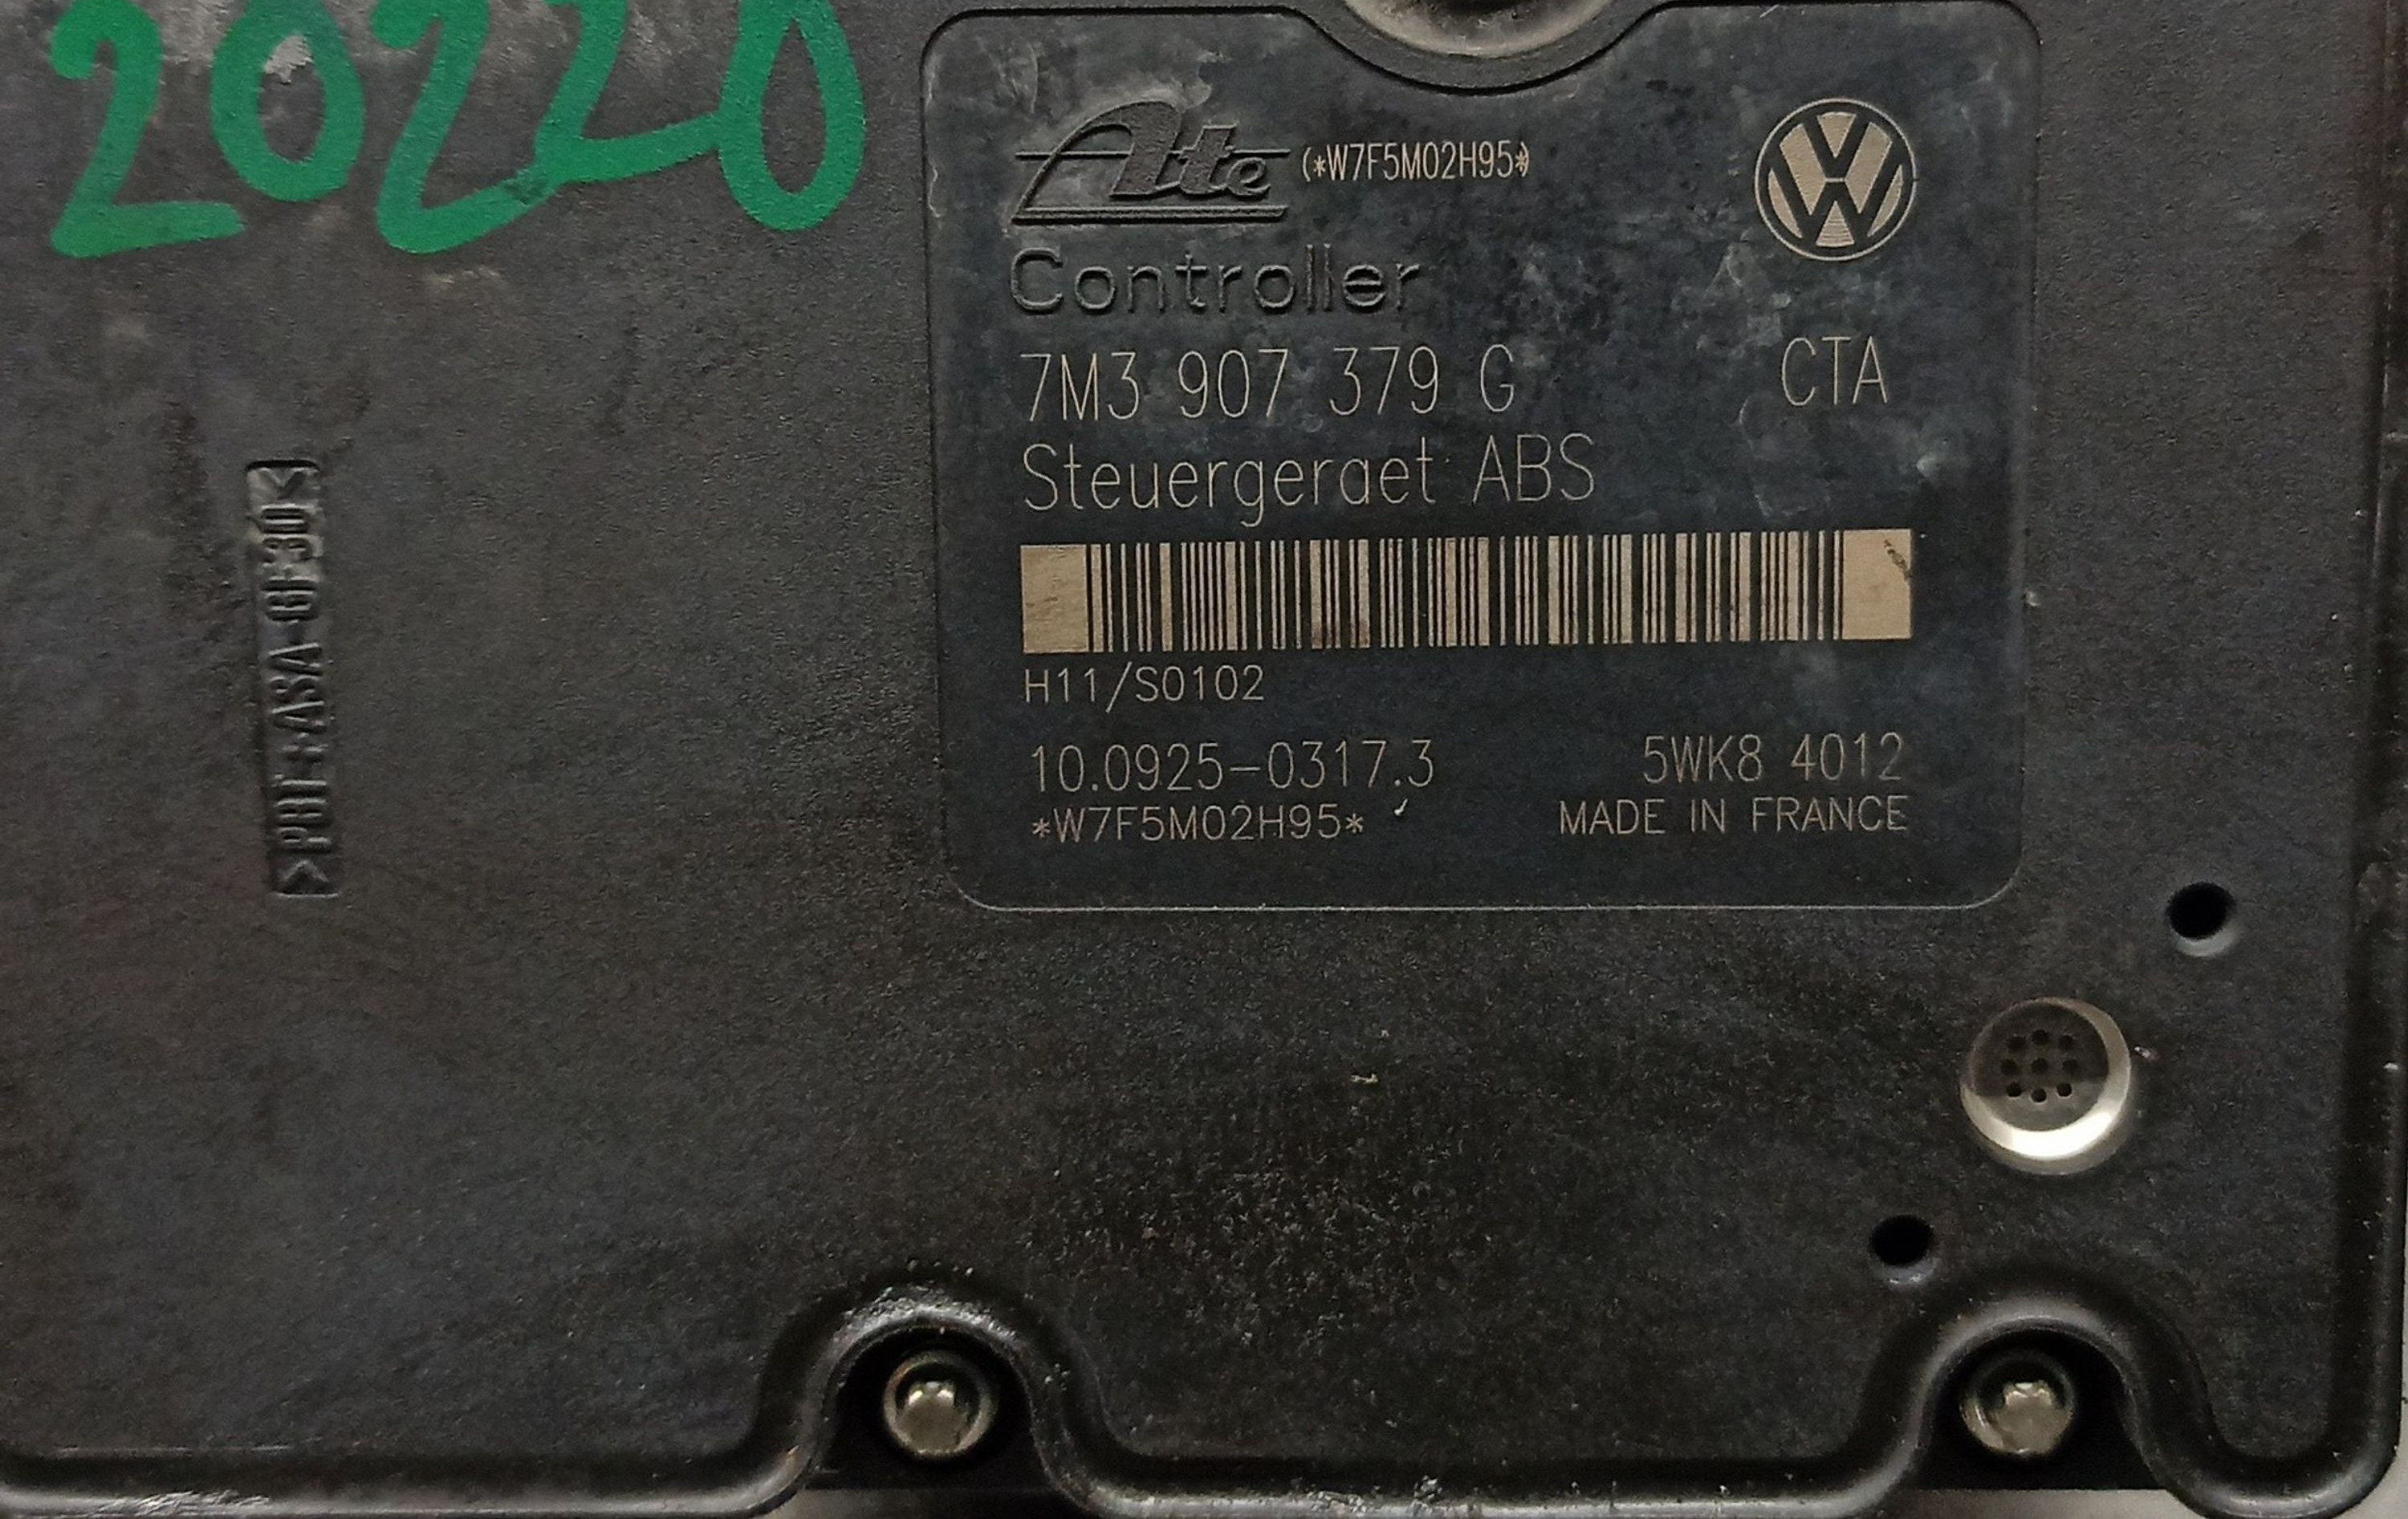 20220
Ate (*W7F5M02H95*)
Controller
7M3 907 379 G CTA
Steuergeraet ABS
H11/S0102
10.0925-0317.3 5WK8 4012
*W7F5M02H95* MADE IN FRANCE
>PBT+ASA-GF30<